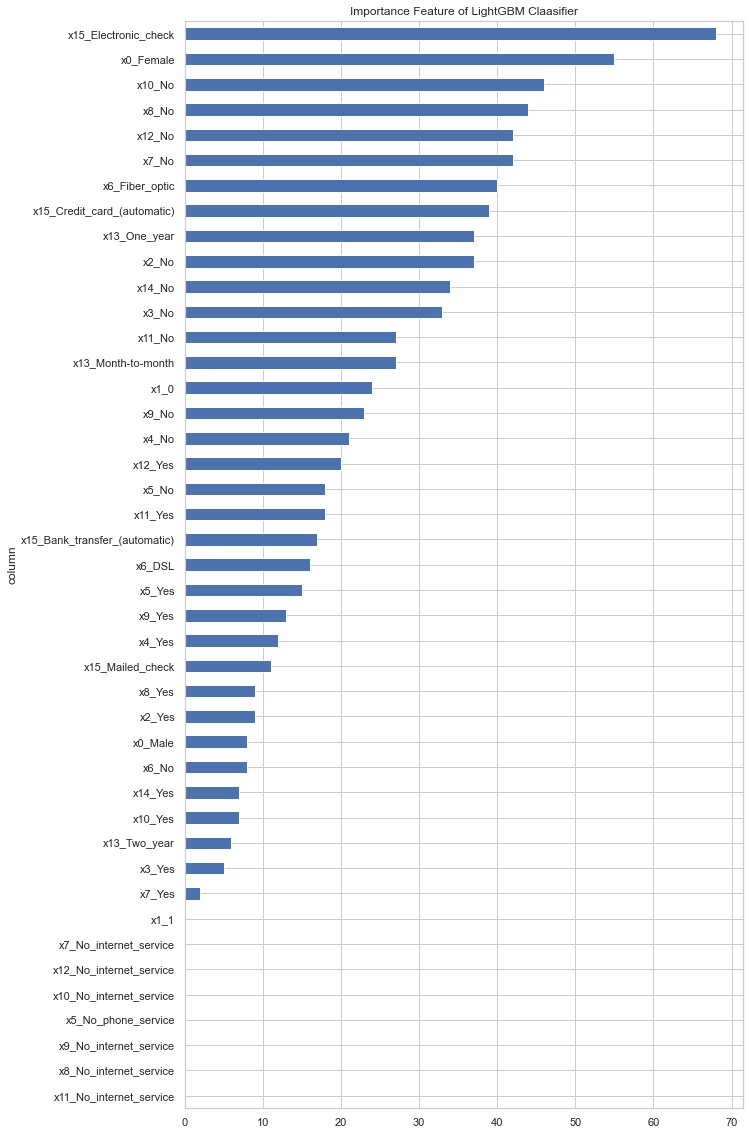 Importance Feature of LightGBM Claasifier
x15_Electronic_check
x0_Female
x10_No
x8_No
x12_No
x7_No
x6_Fiber_optic
x15_Credit_card_(automatic)
x13_One_year
x2_No
x14_No
x3_No
x11_No
x13_Month-to-month
x1_0
x9_No
x4_No
x12_Yes
x5_No
x11_Yes
x15_Bank_transfer_(automatic)
column
x6_DSL
x5_Yes
x9_Yes
x4_Yes
x15_Mailed_check
x8_Yes
x2_Yes
x0_Male
x6_No
x14_Yes
x10_Yes
x13_Two_year
x3_Yes
x7_Yes
x1_1
x7_No_internet_service
x12_No_internet_service
x10_No_internet_service
x5_No_phone_service
x9_No_internet_service
x8_No_internet_service
x11_No_internet_service
0 10 20 30 40 50 60 70